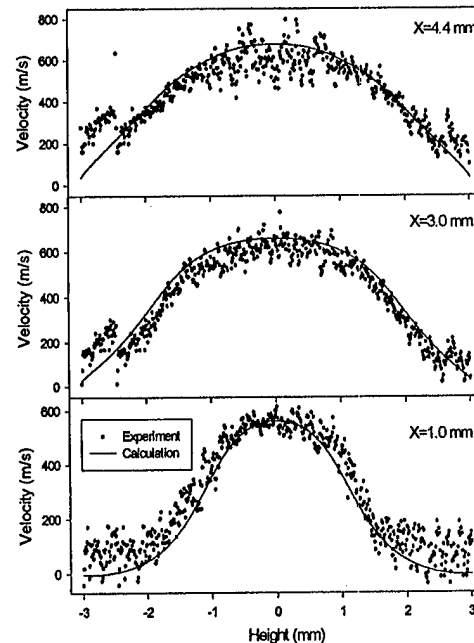 X=4.4 mm
800
600
400
200
0
Velocity (m/s)
X=3.0 mm
800
600
400
200
0
Velocity (m/s)
X=1.0 mm
600
400
200
0
Velocity (m/s)
Experiment
Calculation
-3 -2 -1 0 1 2 3
Height (mm)